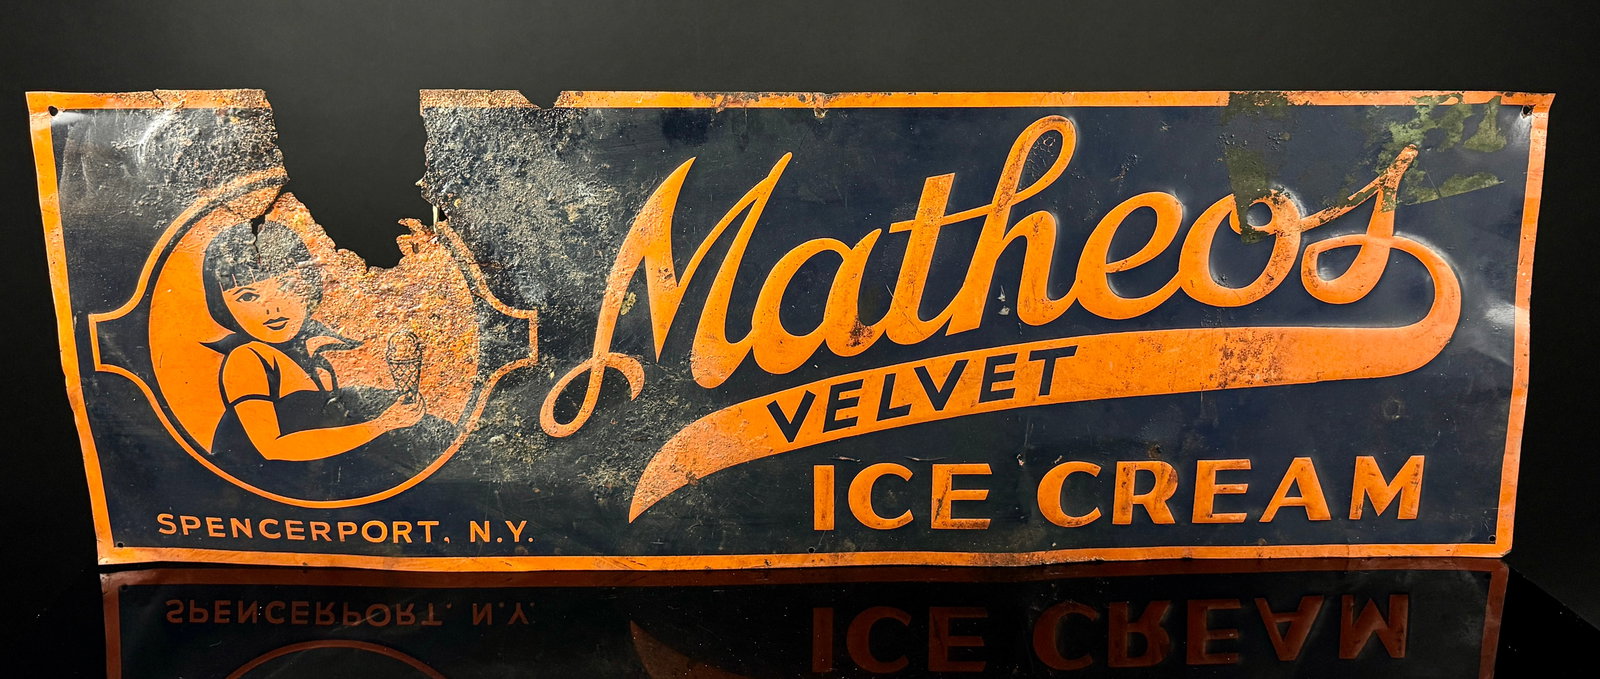 Matheos
VELVET
ICE CREAM
SPENCERPORT, N.Y.